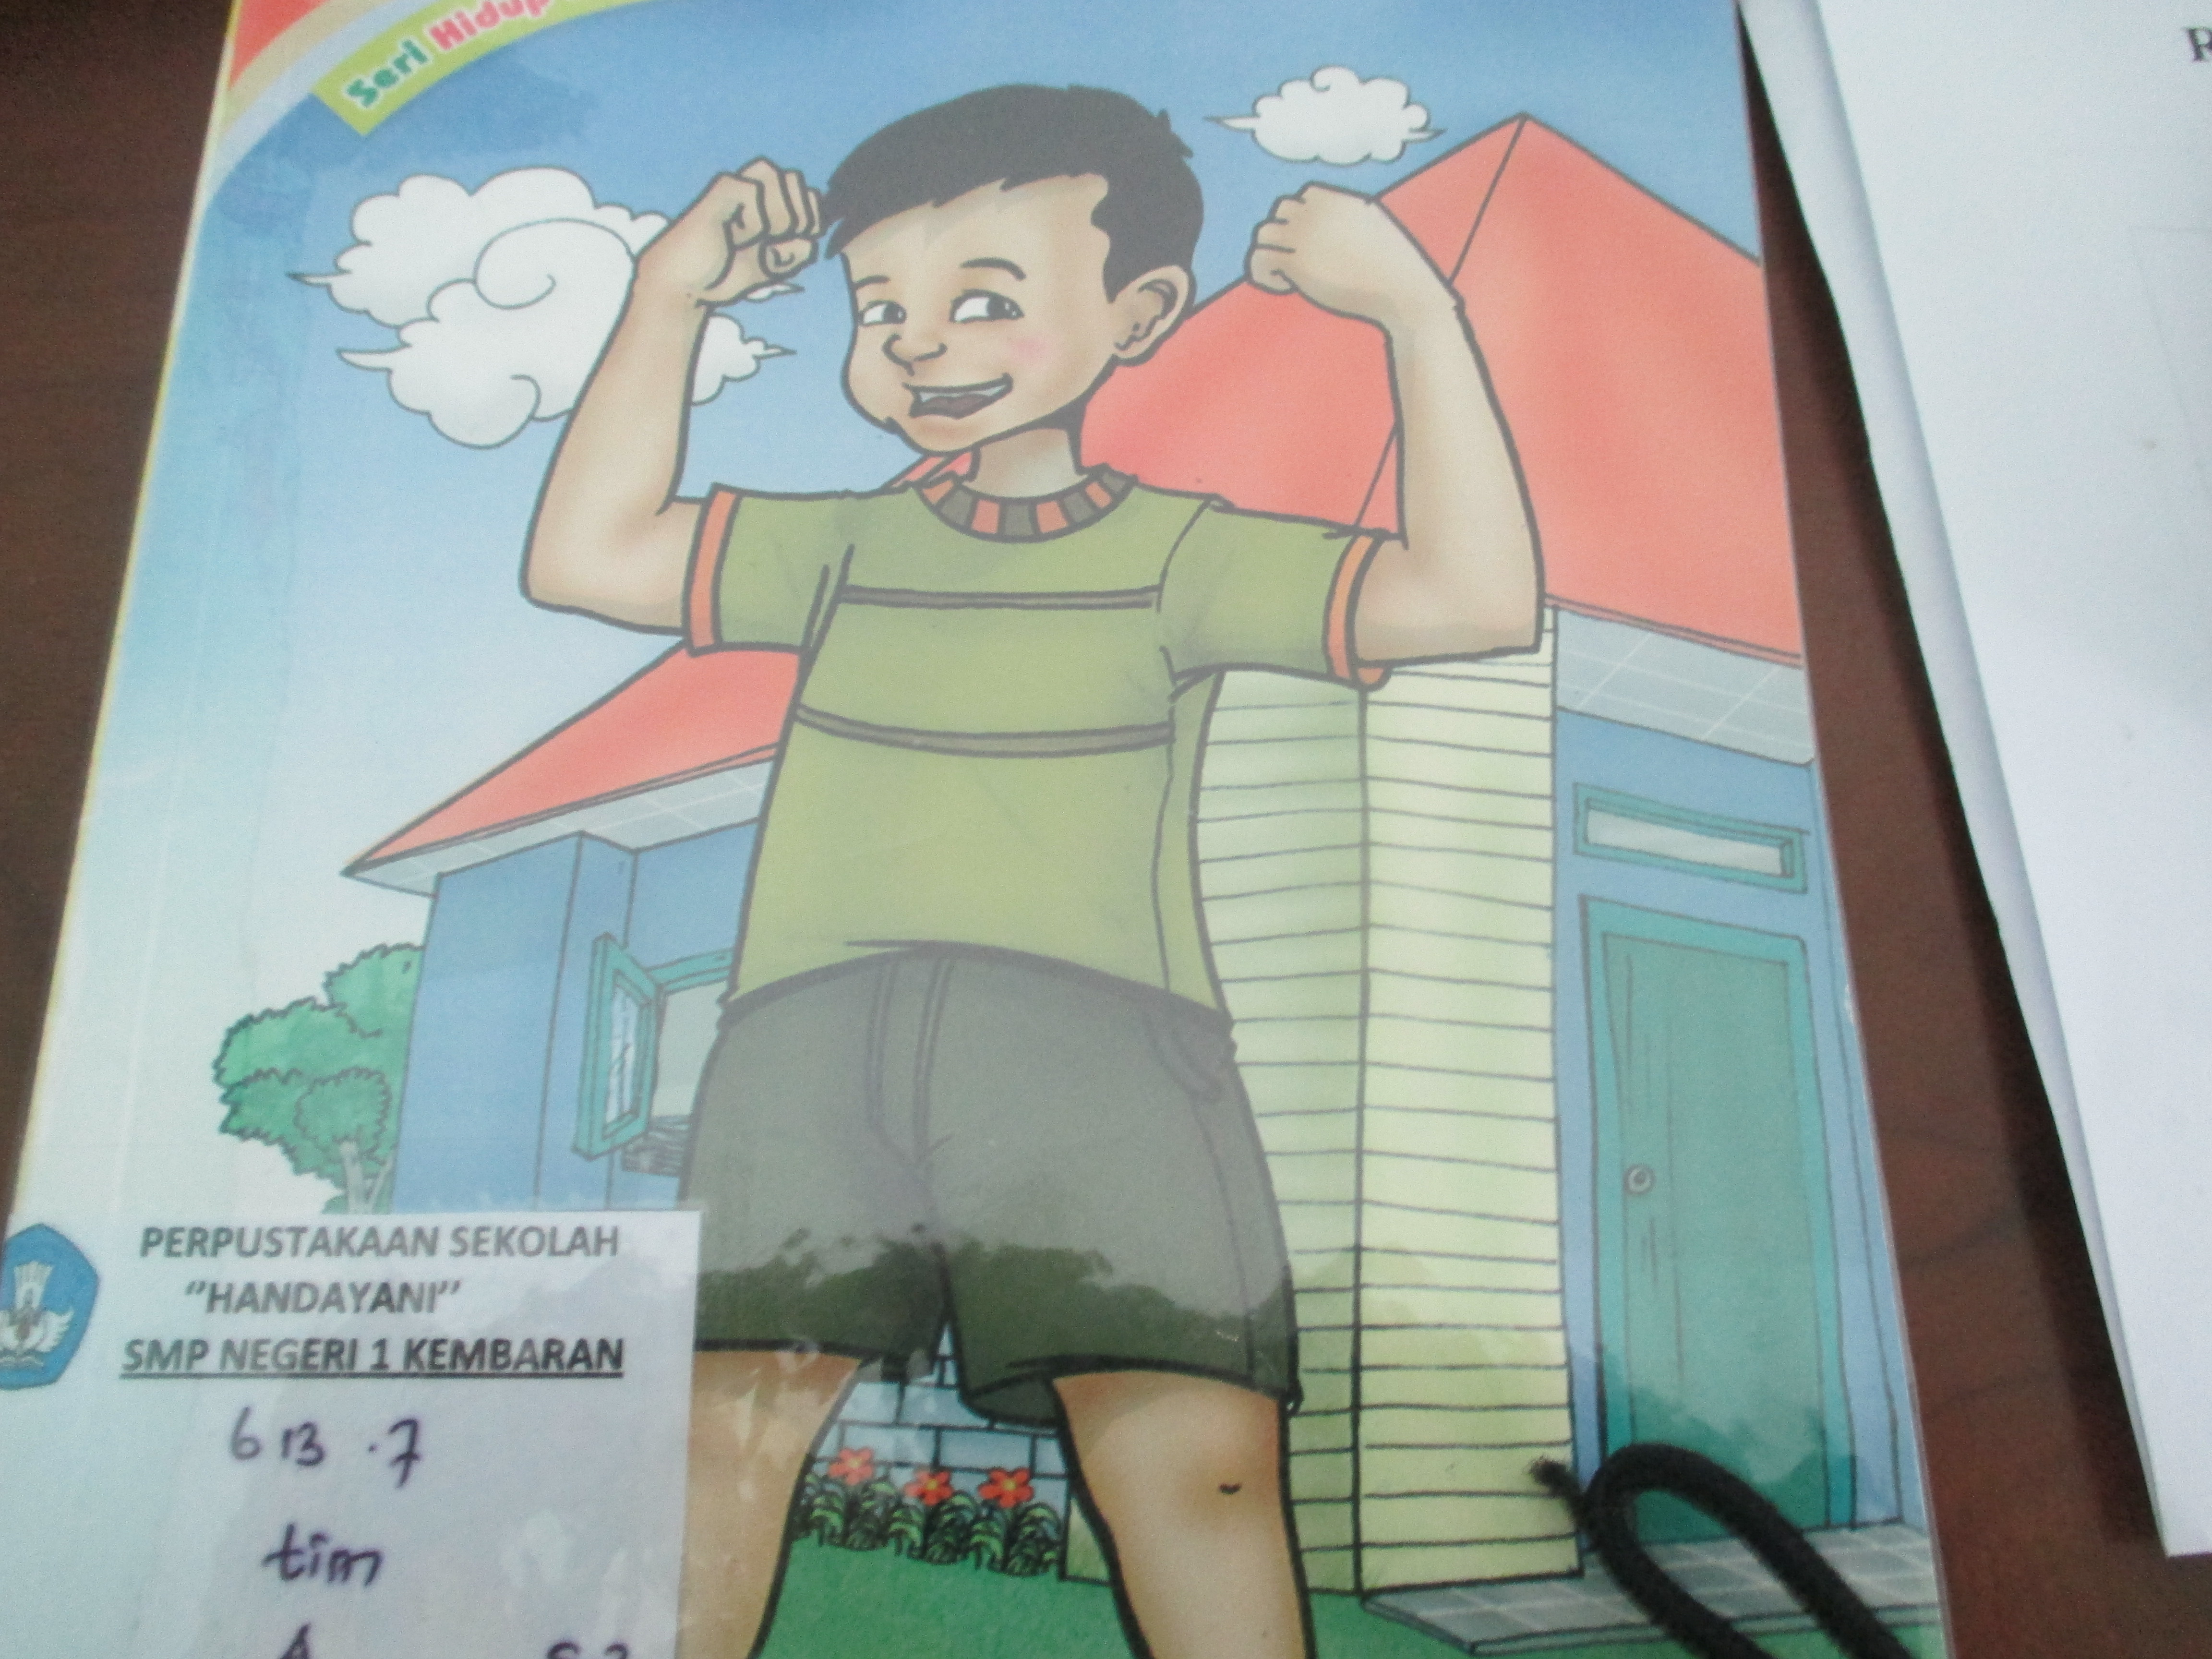 Seri Hidup
R
PERPUSTAKAAN SEKOLAH
"HANDAYANI"
SMP NEGERI 1 KEMBARAN
613.7
tim